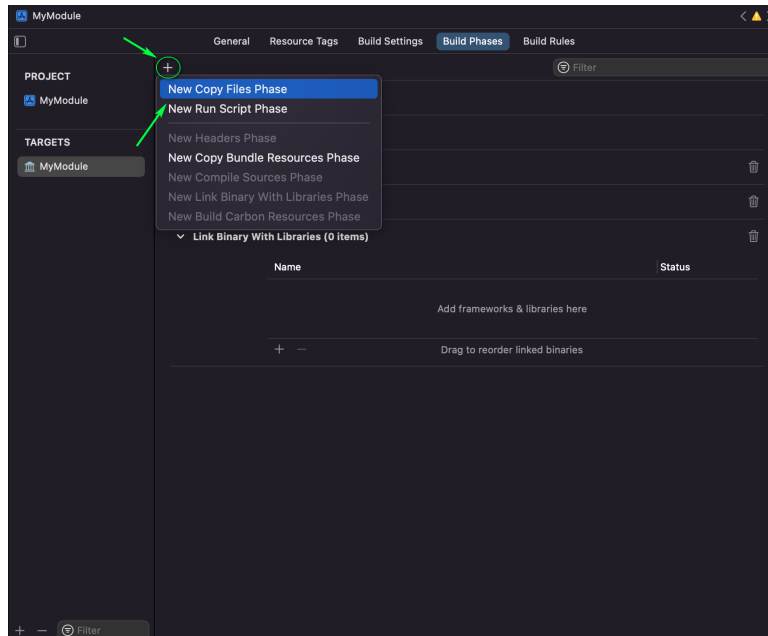 MyModule
General Resource Tags Build Settings Build Phases Build Rules
PROJECT
MyModule
TARGETS
MyModule
Filter
New Copy Files Phase
New Run Script Phase
New Headers Phase
New Copy Bundle Resources Phase
New Compile Sources Phase
New Link Binary With Libraries Phase
New Build Carbon Resources Phase
Link Binary With Libraries (0 items)
Name Status
Add frameworks & libraries here
Drag to reorder linked binaries
Filter